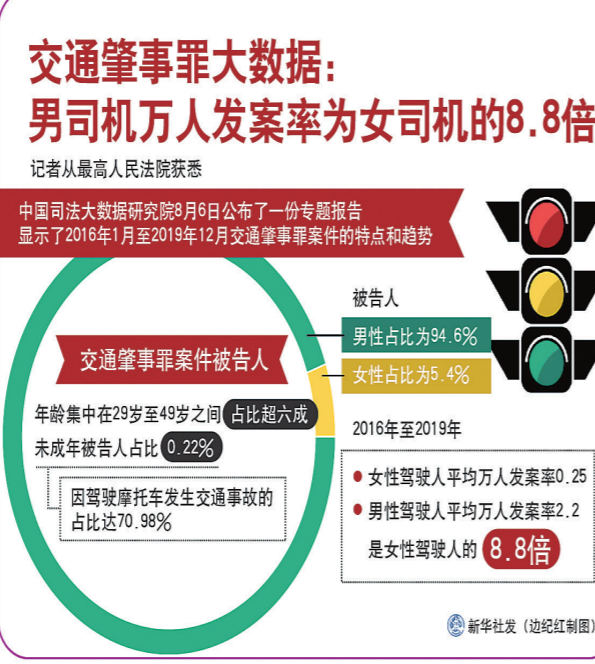 交通肇事罪大数据：
男司机万人发案率为女司机的8.8倍
记者从最高人民法院获悉
中国司法大数据研究院8月6日公布了一份专题报告
显示了2016年1月至2019年12月交通肇事罪案件的特点和趋势
被告人
男性占比为94.6%
女性占比为5.4%
交通肇事罪案件被告人
年龄集中在29岁至49岁之间 占比超六成
未成年被告人占比 0.22%
因驾驶摩托车发生交通事故的
占比达70.98%
2016年至2019年
● 女性驾驶人平均万人发案率0.25
● 男性驾驶人平均万人发案率2.2
是女性驾驶人的 8.8倍
新华社发（边纪红制图）